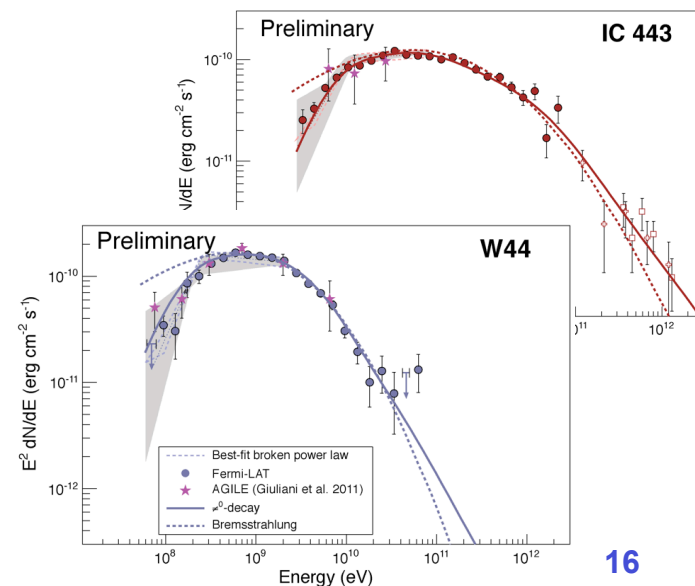 Preliminary
IC 443
10⁻¹⁰
10⁻¹¹
N/dE (erg cm⁻² s⁻¹)
10¹¹
10¹²
Preliminary
W44
10⁻¹⁰
10⁻¹¹
10⁻¹²
E² dN/dE (erg cm⁻² s⁻¹)
Best-fit broken power law
Fermi-LAT
AGILE (Giuliani et al. 2011)
π⁰-decay
Bremsstrahlung
10⁸
10⁹
10¹⁰
10¹¹
10¹²
Energy (eV)
16